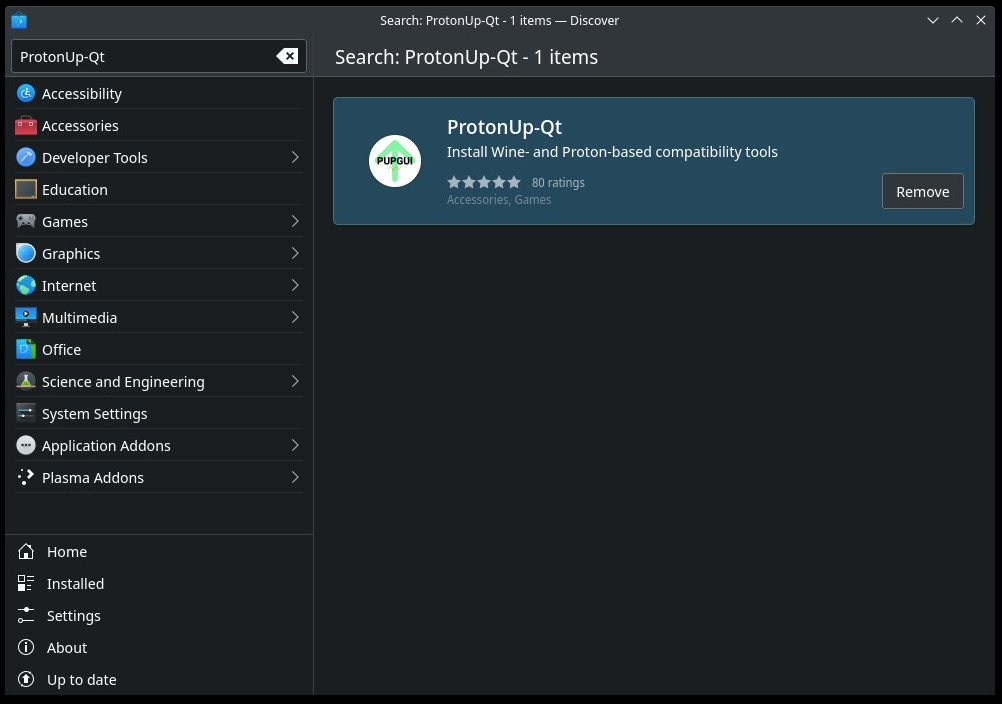 Search: ProtonUp-Qt - 1 items — Discover
ProtonUp-Qt
Search: ProtonUp-Qt - 1 items
Accessibility
Accessories
Developer Tools
Education
Games
Graphics
Internet
Multimedia
Office
Science and Engineering
System Settings
Application Addons
Plasma Addons
Home
Installed
Settings
About
Up to date
PUPGUI
ProtonUp-Qt
Install Wine- and Proton-based compatibility tools
80 ratings
Accessories, Games
Remove